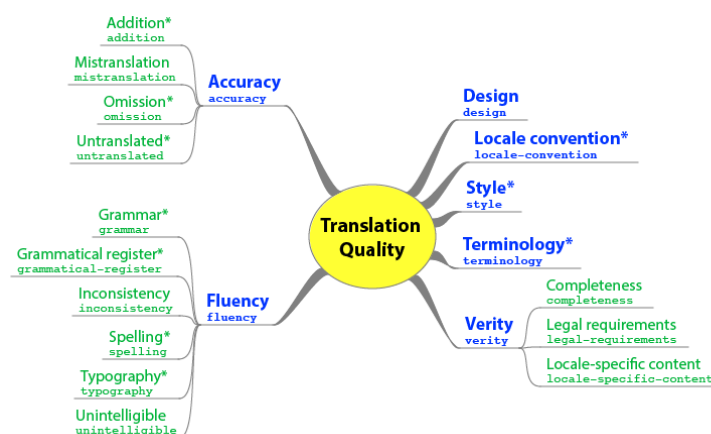 Addition*
addition
Mistranslation
mistranslation
Omission*
omission
Untranslated*
untranslated
Accuracy
accuracy
Grammar*
grammar
Grammatical register*
grammatical-register
Inconsistency
inconsistency
Spelling*
spelling
Typography*
typography
Unintelligible
unintelligible
Fluency
fluency
Translation
Quality
Design
design
Locale convention*
locale-convention
Style*
style
Terminology*
terminology
Verity
verity
Completeness
completeness
Legal requirements
legal-requirements
Locale-specific content
locale-specific-content